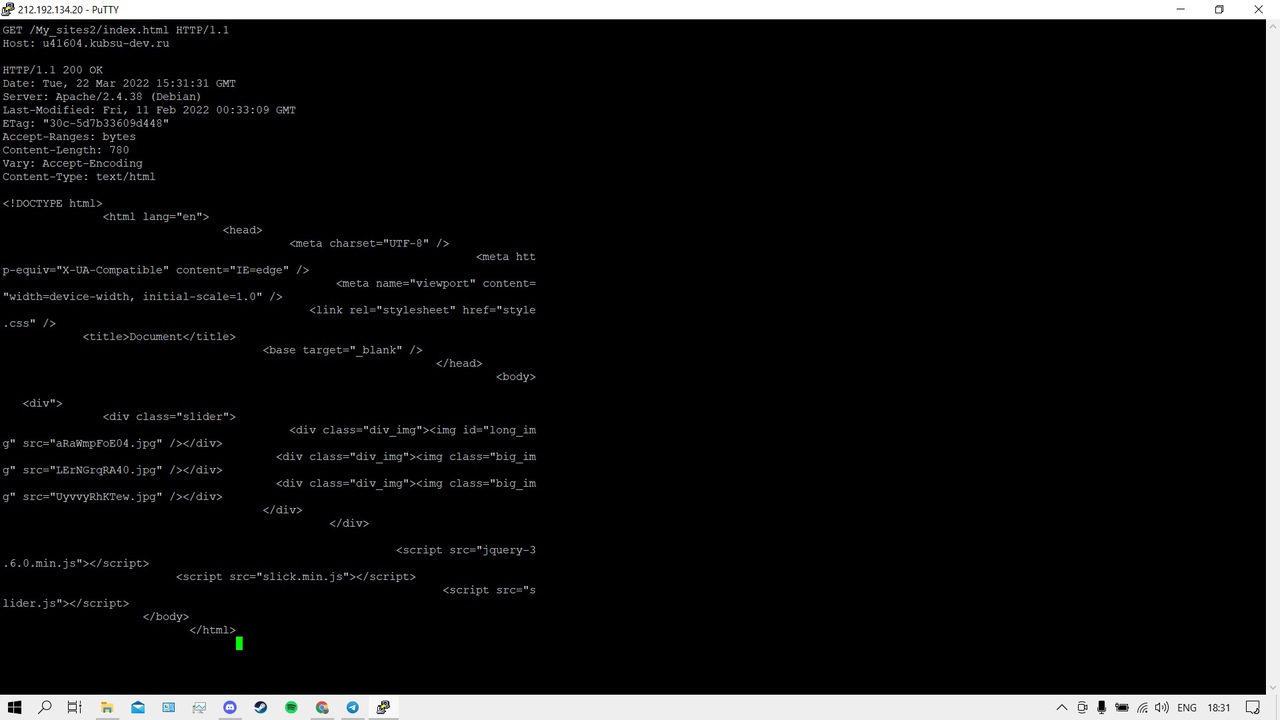 212.192.134.20 - PuTTY
GET /My_sites2/index.html HTTP/1.1
Host: u41604.kubsu-dev.ru
HTTP/1.1 200 OK
Date: Tue, 22 Mar 2022 15:31:31 GMT
Server: Apache/2.4.38 (Debian)
Last-Modified: Fri, 11 Feb 2022 00:33:09 GMT
ETag: "30c-5d7b33609d448"
Accept-Ranges: bytes
Content-Length: 780
Vary: Accept-Encoding
Content-Type: text/html
<!DOCTYPE html>
<html lang="en">
<head>
<meta charset="UTF-8" />
<meta htt
p-equiv="X-UA-Compatible" content="IE=edge" />
<meta name="viewport" content=
"width=device-width, initial-scale=1.0" />
<link rel="stylesheet" href="style
.css" />
<title>Document</title>
<base target="_blank" />
</head>
<body>
<div">
<div class="slider">
<div class="div_img"><img id="long_im
g" src="aRaWmpFoE04.jpg" /></div>
<div class="div_img"><img class="big_im
g" src="LErNGrqRA40.jpg" /></div>
<div class="div_img"><img class="big_im
g" src="UyvvyRhKTew.jpg" /></div>
</div>
</div>
<script src="jquery-3
.6.0.min.js"></script>
<script src="slick.min.js"></script>
<script src="s
lider.js"></script>
</body>
</html>
ENG 18:31